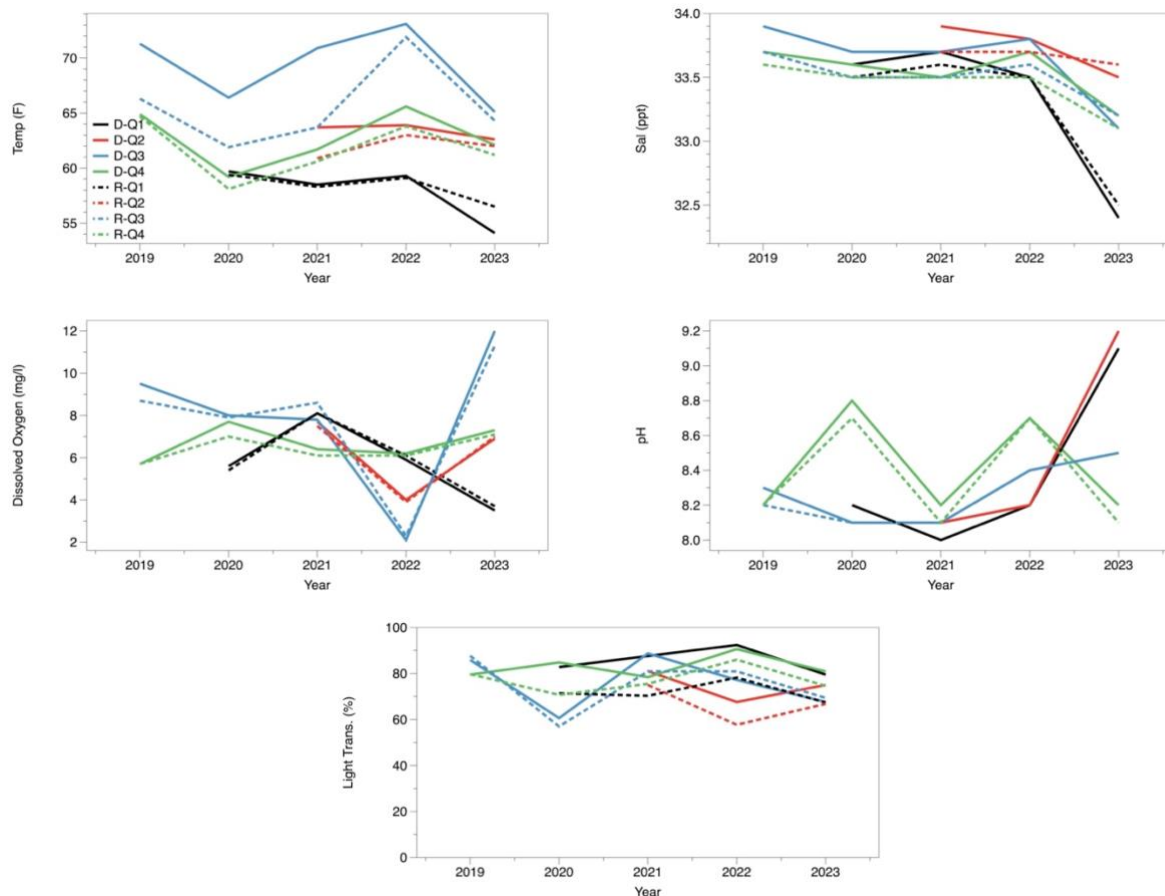 Temp (F)
70
65
60
55
D-Q1
D-Q2
D-Q3
D-Q4
R-Q1
R-Q2
R-Q3
R-Q4
2019 2020 2021 2022 2023
Year
Sal (ppt)
34.0
33.5
33.0
32.5
2019 2020 2021 2022 2023
Year
Dissolved Oxygen (mg/l)
12
10
8
6
4
2
2019 2020 2021 2022 2023
Year
pH
9.2
9.0
8.8
8.6
8.4
8.2
8.0
2019 2020 2021 2022 2023
Year
Light Trans. (%)
100
80
60
40
20
0
2019 2020 2021 2022 2023
Year